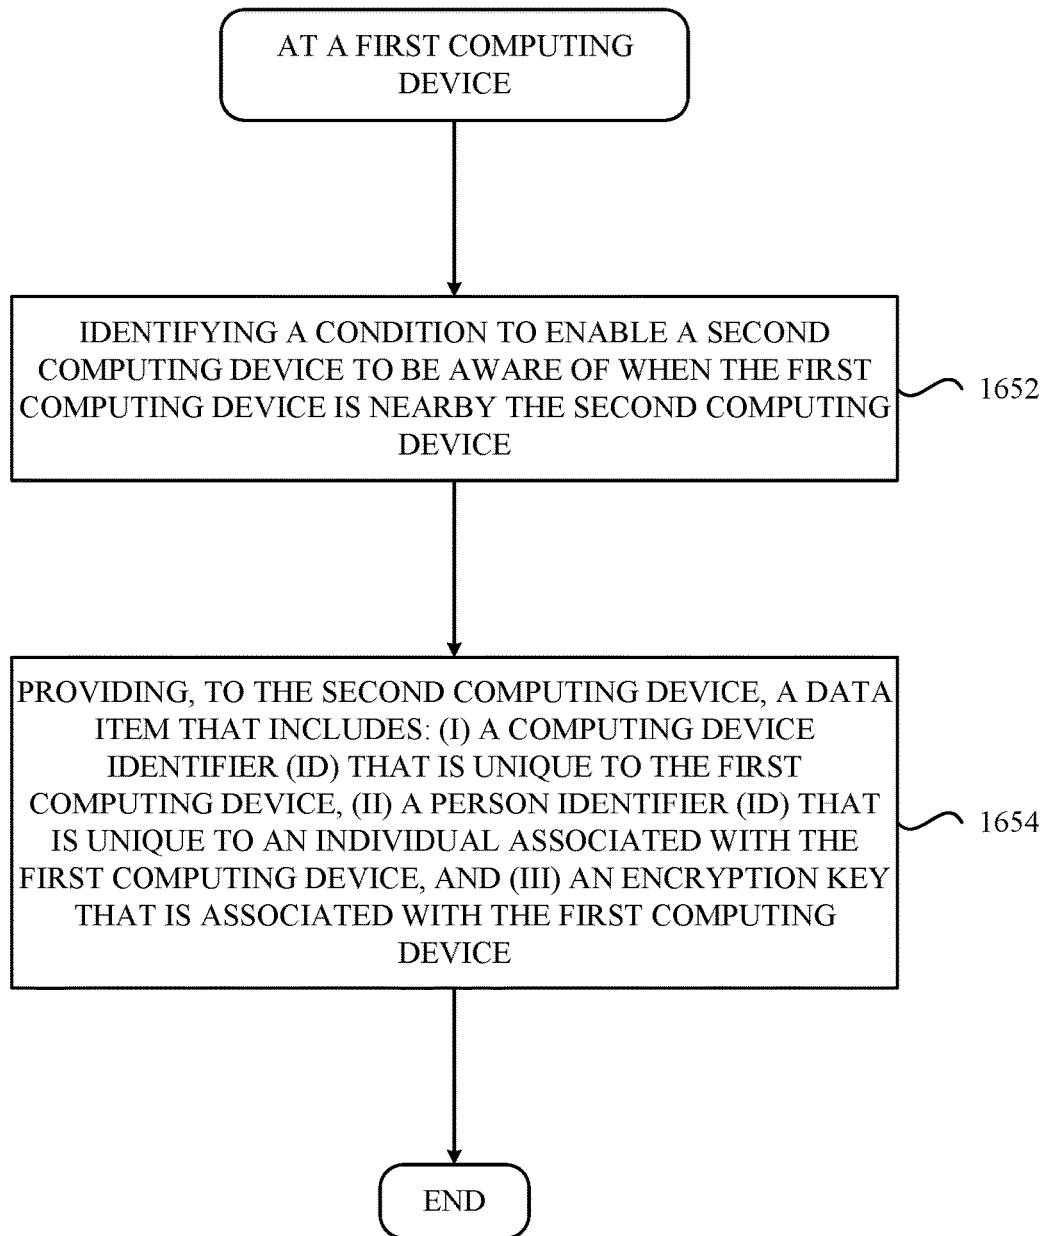 AT A FIRST COMPUTING
DEVICE
IDENTIFYING A CONDITION TO ENABLE A SECOND
COMPUTING DEVICE TO BE AWARE OF WHEN THE FIRST
COMPUTING DEVICE IS NEARBY THE SECOND COMPUTING
DEVICE
1652
PROVIDING, TO THE SECOND COMPUTING DEVICE, A DATA
ITEM THAT INCLUDES: (I) A COMPUTING DEVICE
IDENTIFIER (ID) THAT IS UNIQUE TO THE FIRST
COMPUTING DEVICE, (II) A PERSON IDENTIFIER (ID) THAT
IS UNIQUE TO AN INDIVIDUAL ASSOCIATED WITH THE
FIRST COMPUTING DEVICE, AND (III) AN ENCRYPTION KEY
THAT IS ASSOCIATED WITH THE FIRST COMPUTING
DEVICE
1654
END